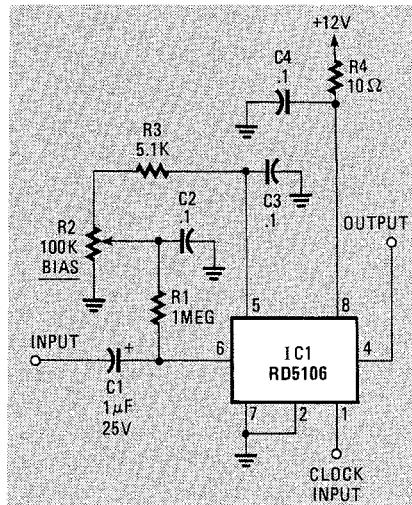 +12V
C4
.1
R4
10Ω
R3
5.1K
C2
.1
C3
.1
R2
100K
BIAS
OUTPUT
R1
1MEG
5
8
INPUT
+
6
IC1
RD5106
4
C1
1µF
25V
7
2
1
CLOCK
INPUT